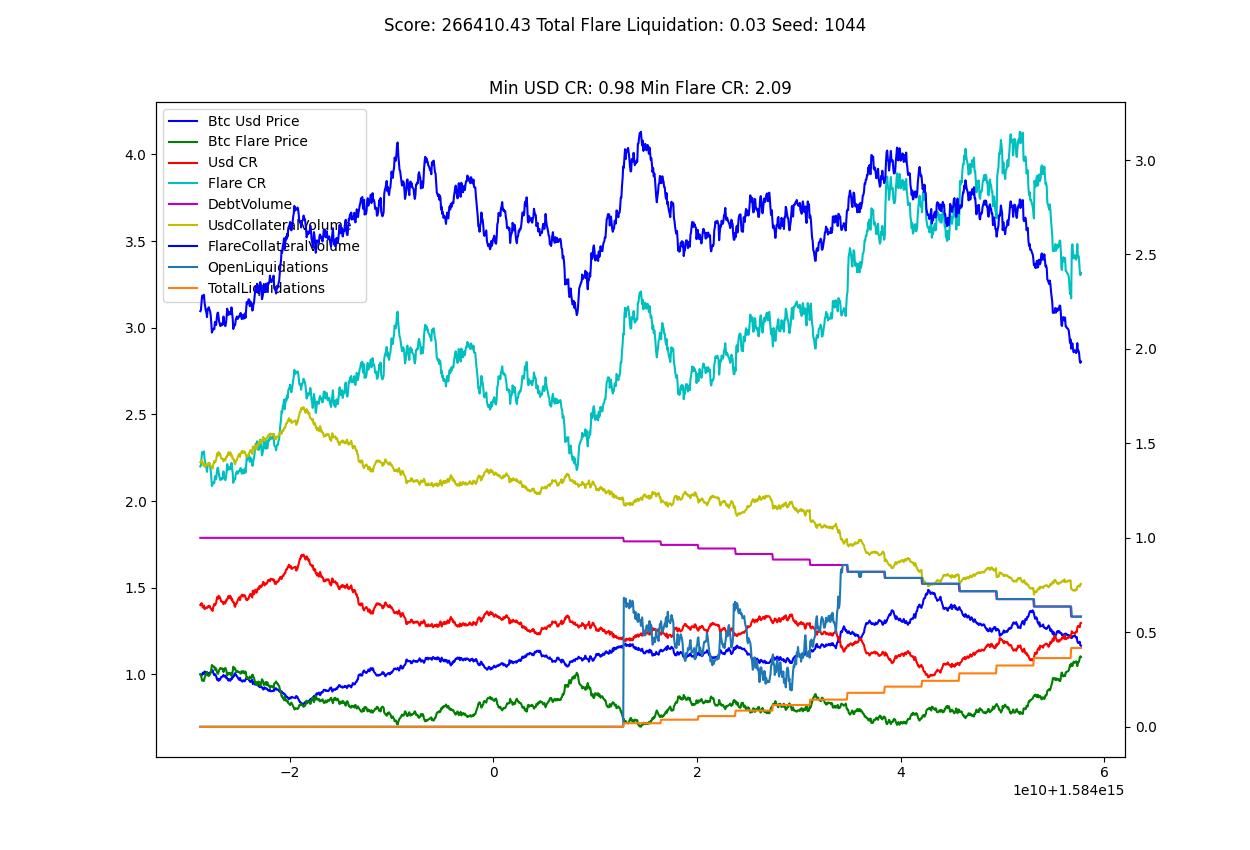 Score: 266410.43 Total Flare Liquidation: 0.03 Seed: 1044
Min USD CR: 0.98 Min Flare CR: 2.09
Btc Usd Price
Btc Flare Price
Usd CR
Flare CR
DebtVolume
UsdCollateralVolume
FlareCollateralVolume
OpenLiquidations
TotalLiquidations
4.0
3.5
3.0
2.5
2.0
1.5
1.0
3.0
2.5
2.0
1.5
1.0
0.5
0.0
−2
0
2
4
6
1e10+1.584e15